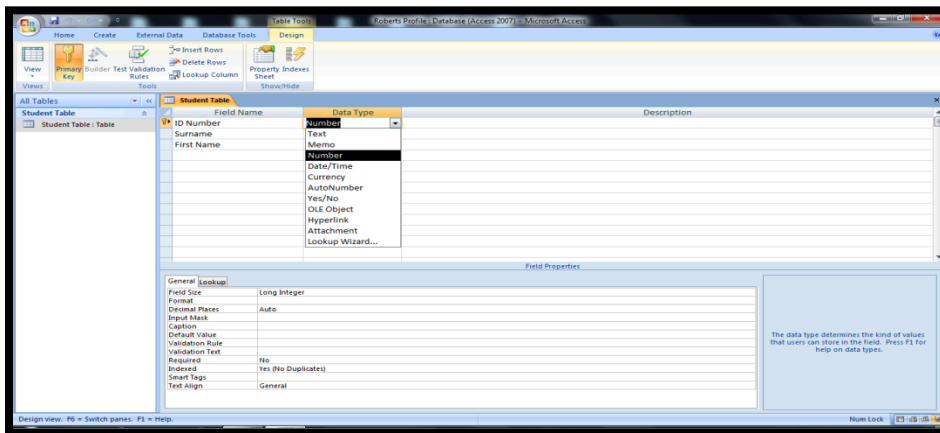 Table Tools
Roberts Profile : Database (Access 2007) - Microsoft Access
Home Create External Data Database Tools Design
View
Primary Key
Builder
Test Validation Rules
Insert Rows
Delete Rows
Lookup Column
Property Sheet
Indexes
Views Tools Show/Hide
All Tables
Student Table
Student Table : Table
Student Table
Field Name Data Type Description
ID Number Number
Surname Text
First Name Memo
Number
Date/Time
Currency
AutoNumber
Yes/No
OLE Object
Hyperlink
Attachment
Lookup Wizard...
Field Properties
General Lookup
Field Size Long Integer
Format
Decimal Places Auto
Input Mask
Caption
Default Value
Validation Rule
Validation Text
Required No
Indexed Yes (No Duplicates)
Smart Tags
Text Align General
The data type determines the kind of values
that users can store in the field. Press F1 for
help on data types.
Design view. F6 = Switch panes. F1 = Help.
Num Lock